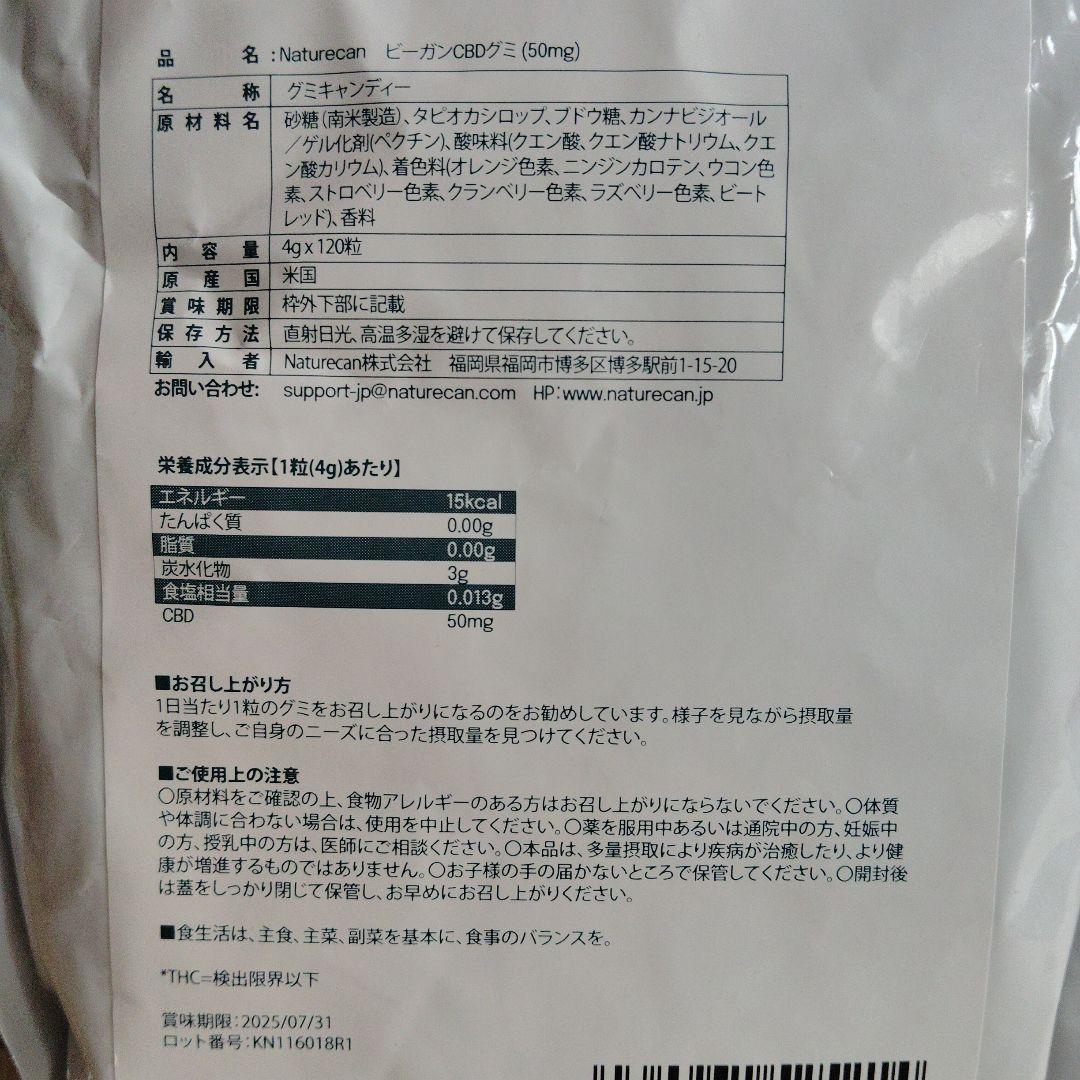 品名:Naturecan ビーガンCBDグミ(50mg)
名称 グミキャンディー
原材料名 砂糖(南米製造)、タピオカシロップ、ブドウ糖、カンナビジオール
/ゲル化剤(ペクチン)、酸味料(クエン酸、クエン酸ナトリウム、クエ
ン酸カリウム)、着色料(オレンジ色素、ニンジンカロテン、ウコン色
素、ストロベリー色素、クランベリー色素、ラズベリー色素、ビート
レッド)、香料
内容量 4g x 120粒
原産国 米国
賞味期限 枠外下部に記載
保存方法 直射日光、高温多湿を避けて保存してください。
輸入者 Naturecan株式会社 福岡県福岡市博多区博多駅前1-15-20
お問い合わせ: support-jp@naturecan.com HP:www.naturecan.jp
栄養成分表示【1粒(4g)あたり】
エネルギー 15kcal
たんぱく質 0.00g
脂質 0.00g
炭水化物 3g
食塩相当量 0.013g
CBD 50mg
■お召し上がり方
1日当たり1粒のグミをお召し上がりになるのをお勧めしています。様子を見ながら摂取量
を調整し、ご自身のニーズに合った摂取量を見つけてください。
■ご使用上の注意
〇原材料をご確認の上、食物アレルギーのある方はお召し上がりにならないでください。〇体質
や体調に合わない場合は、使用を中止してください。〇薬を服用中あるいは通院中の方、妊娠中
の方、授乳中の方は、医師にご相談ください。〇本品は、多量摂取により疾病が治癒したり、より健
康が増進するものではありません。〇お子様の手の届かないところで保管してください。〇開封後
は蓋をしっかり閉じて保管し、お早めにお召し上がりください。
■食生活は、主食、主菜、副菜を基本に、食事のバランスを。
*THC=検出限界以下
賞味期限:2025/07/31
ロット番号:KN116018R1